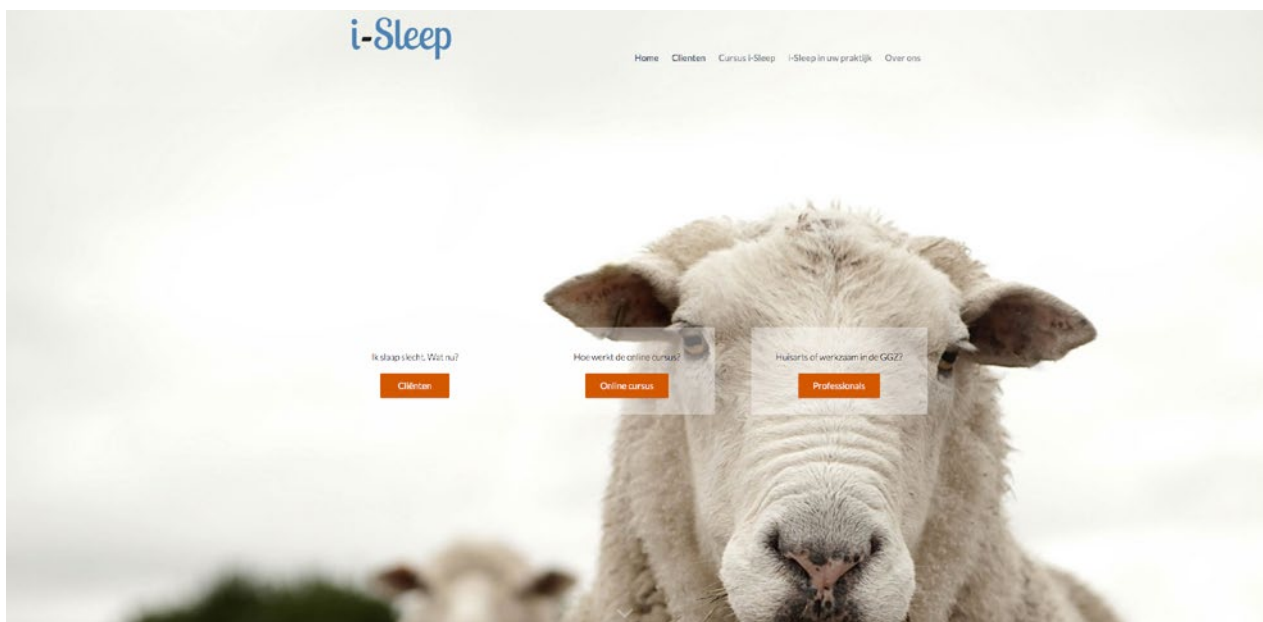 i-Sleep
Home Clienten Cursus i-Sleep i-Sleep in uw praktijk Over ons
Ik slaap slecht. Wat nu? Hoe werkt de online cursus? Huisarts of werkzaam in de GGZ?
Cliënten Online cursus Professionals